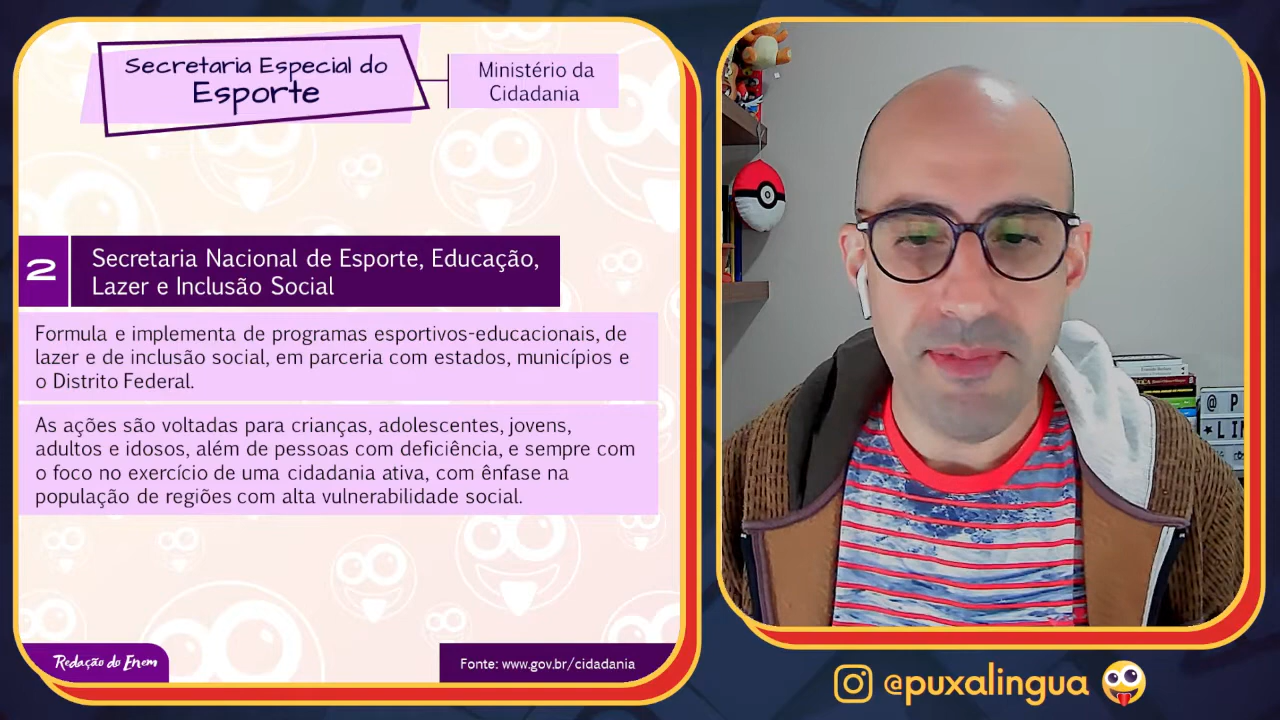 Secretaria Especial do
Esporte
Ministério da
Cidadania
2
Secretaria Nacional de Esporte, Educação,
Lazer e Inclusão Social
Formula e implementa de programas esportivos-educacionais, de
lazer e de inclusão social, em parceria com estados, municípios e
o Distrito Federal.
As ações são voltadas para crianças, adolescentes, jovens,
adultos e idosos, além de pessoas com deficiência, e sempre com
o foco no exercício de uma cidadania ativa, com ênfase na
população de regiões com alta vulnerabilidade social.
Redação do Enem
Fonte: www.gov.br/cidadania
@ P
LIN
@puxalingua